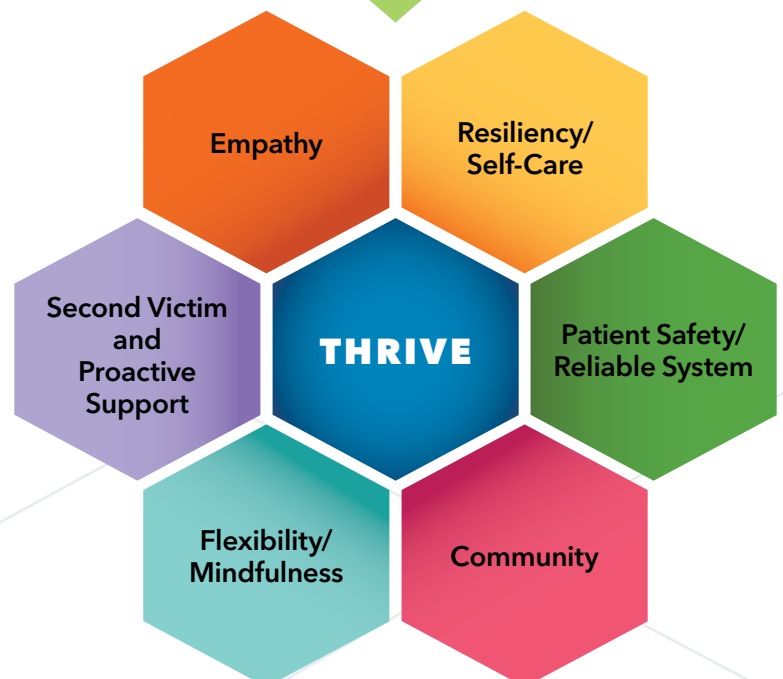 Empathy
Resiliency/
Self-Care
Second Victim
and
Proactive
Support
THRIVE
Patient Safety/
Reliable System
Flexibility/
Mindfulness
Community